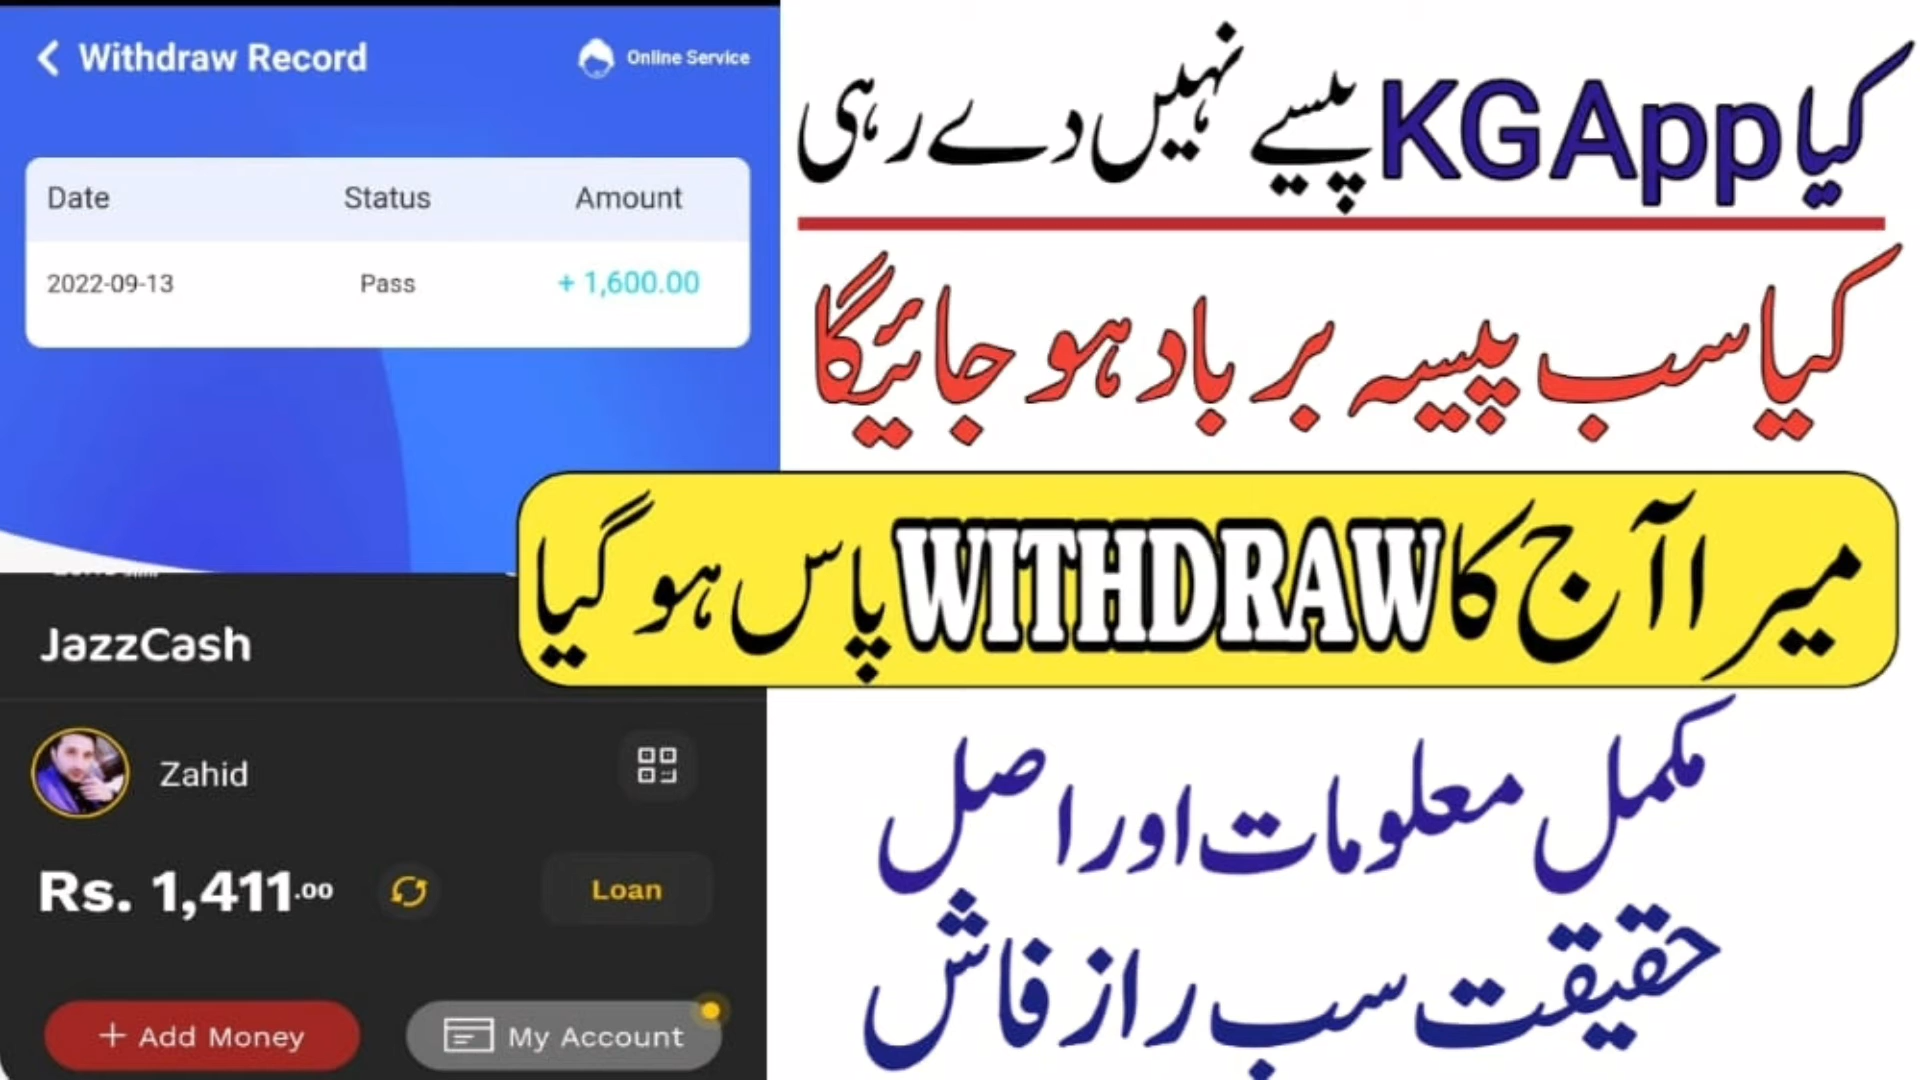 Withdraw Record
Online Service
Date Status Amount
2022-09-13 Pass + 1,600.00
JazzCash
Zahid
Rs. 1,411.00
Loan
+ Add Money
My Account
کیا KG App پیسے نہیں دے رہی
کیا سب پیسہ برباد ہو جائیگا
میرا آج کا WITHDRAW پاس ہو گیا
مکمل معلومات اور اصل
حقیقت سب راز فاش